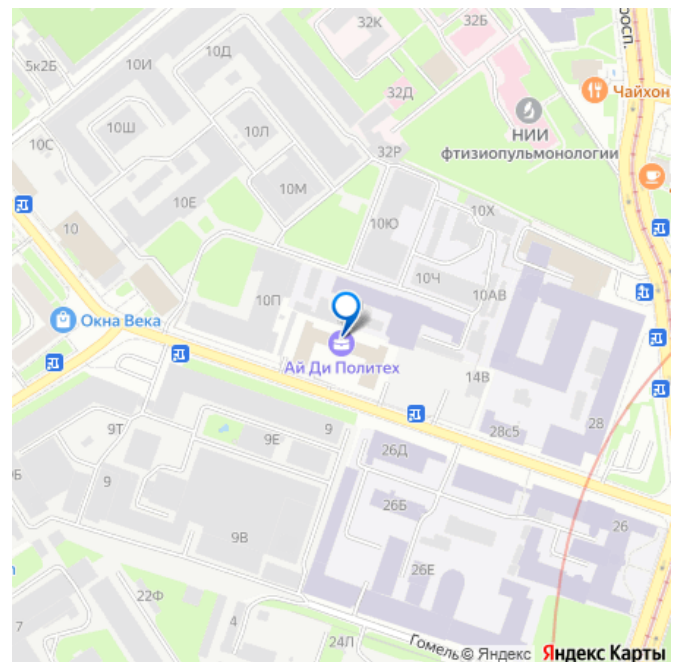 32К
32Б
росп.
5к2Б
10И
10Д
Чайхон
32Д
НИИ
фтизиопульмонологии
10Ш
10Л
10С
32Р
10М
10Е
10Х
10
10Ю
10Ч
10П
10АВ
Окна Века
Ай Ди Политех
14В
28с5
28
9Т
9Е
9
26Д
9
26Б
26
9В
26Е
22Ф
7
4
24Л
Гомель
© Яндекс
Яндекс Карты